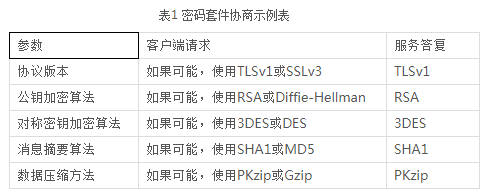 表1 密码套件协商示例表
参数 客户端请求 服务答复
协议版本 如果可能，使用TLSv1或SSLv3 TLSv1
公钥加密算法 如果可能，使用RSA或Diffie-Hellman RSA
对称密钥加密算法 如果可能，使用3DES或DES 3DES
消息摘要算法 如果可能，使用SHA1或MD5 SHA1
数据压缩方法 如果可能，使用PKzip或Gzip PKzip